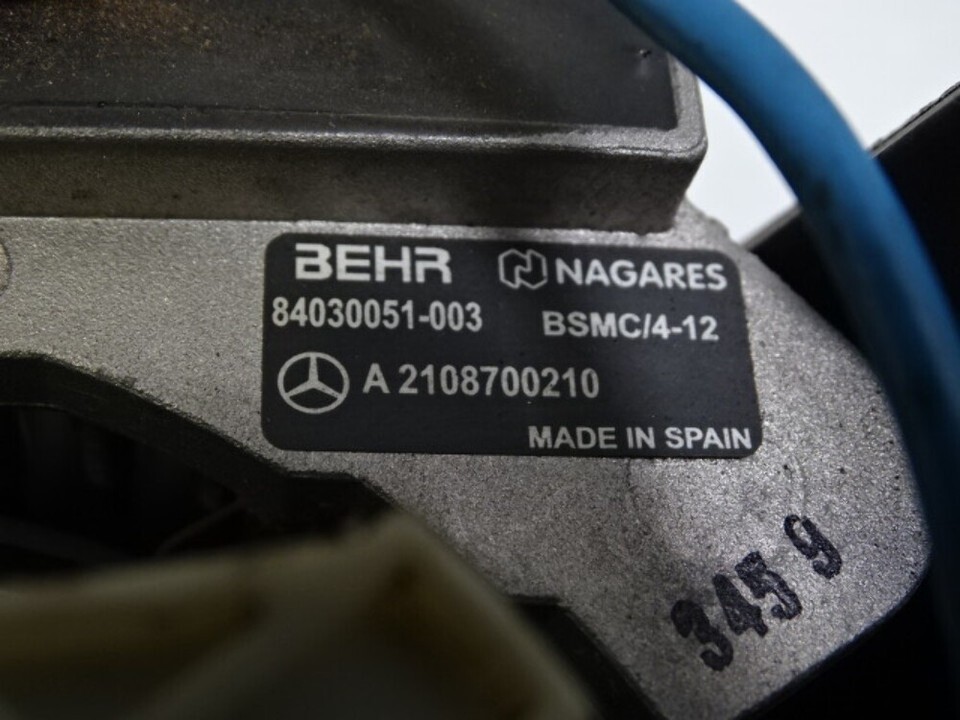 BEHR NAGARES
84030051-003 BSMC/4-12
A 2108700210
MADE IN SPAIN
3459